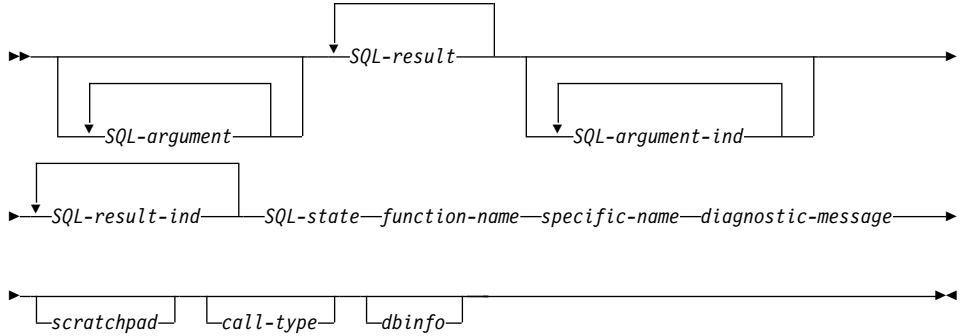 SQL-result
SQL-argument
SQL-argument-ind
SQL-result-ind SQL-state function-name specific-name diagnostic-message
scratchpad call-type dbinfo